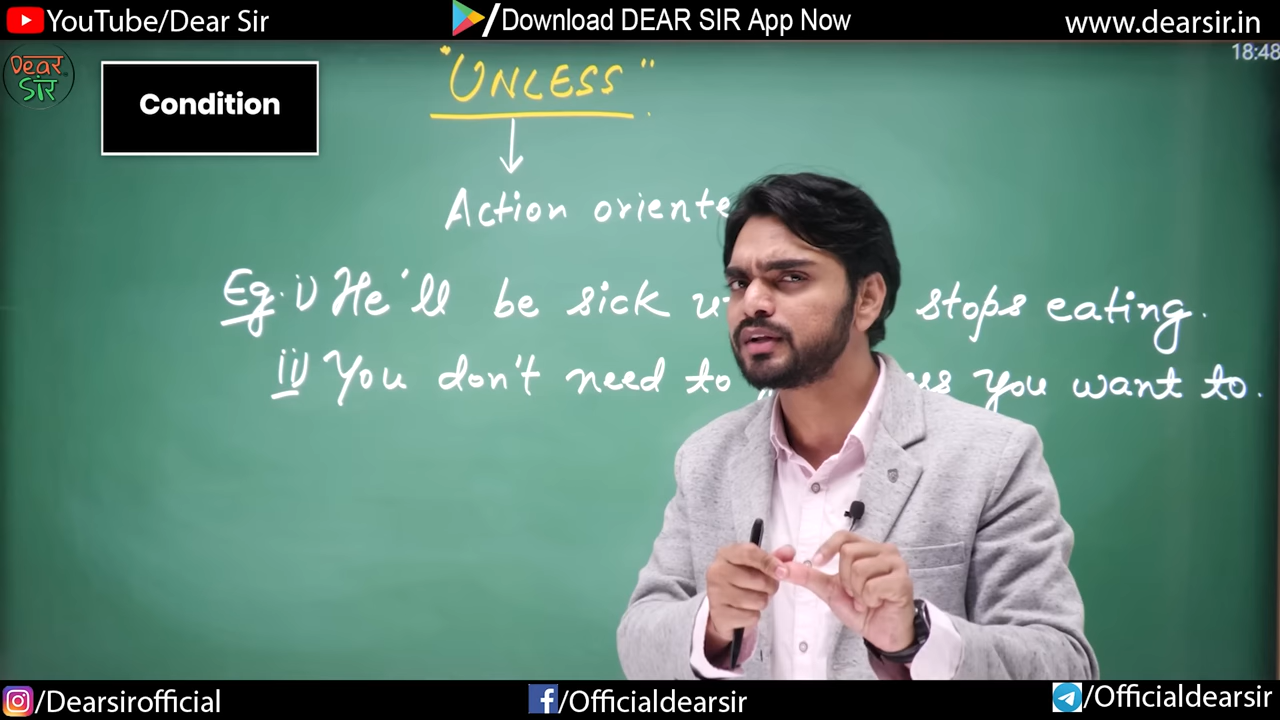 YouTube/Dear Sir
/Download DEAR SIR App Now
www.dearsir.in
18:48
Dear
सिर
Condition
"UNLESS"
Action oriente
Eg. i) He'll be sick stops eating.
ii) You don't need to you want to.
/Dearsirofficial
/Officialdearsir
/Officialdearsir